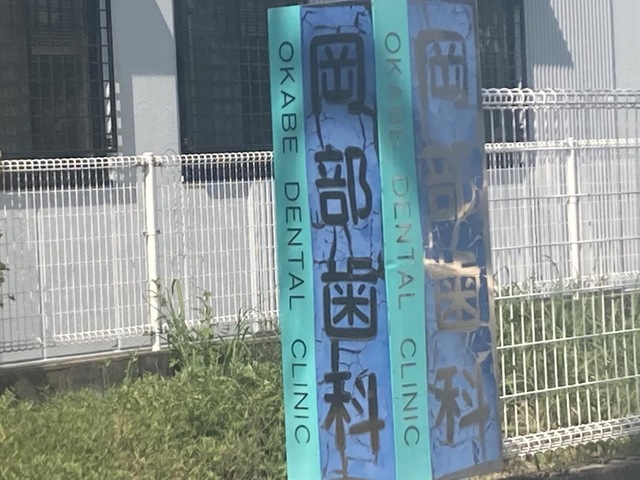 OKABE DENTAL CLINIC
岡部歯科
OKABE DENTAL CLINIC
岡部歯科